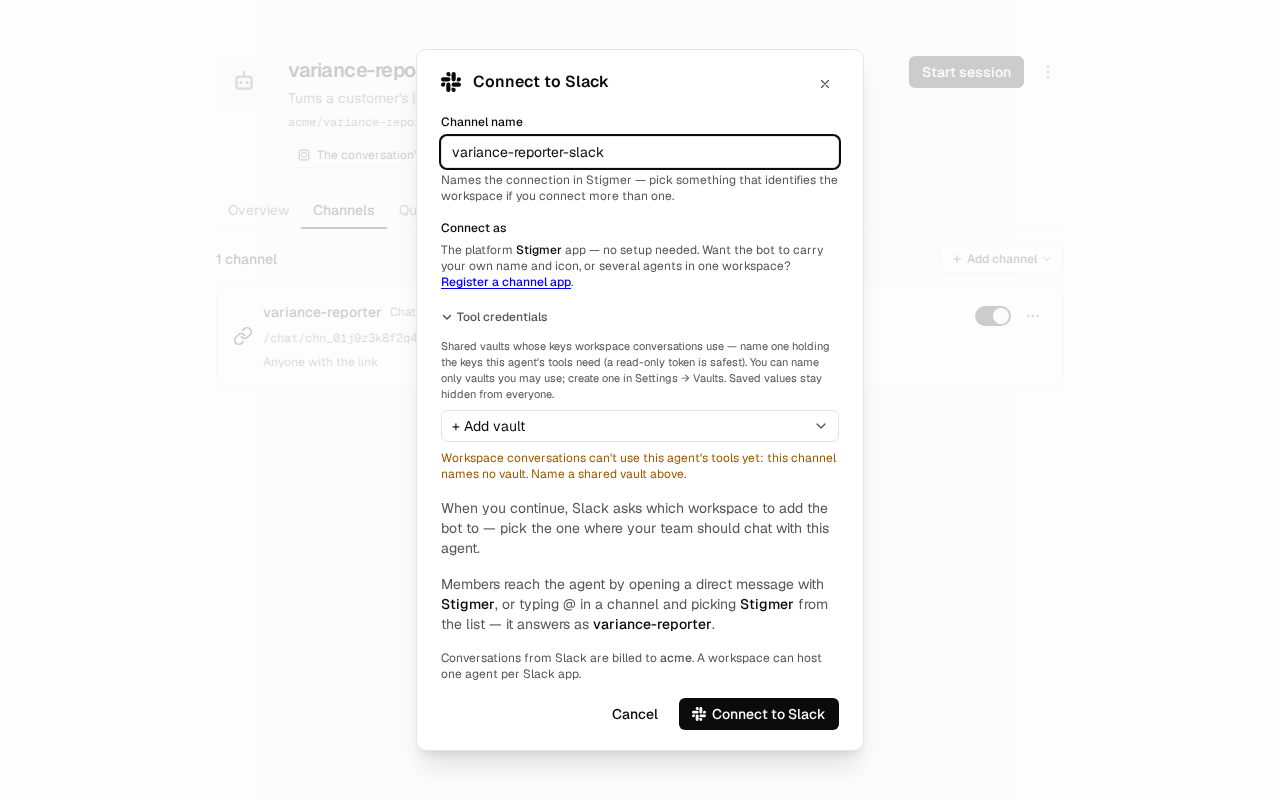 variance-repo
Turns a customer's l
acme/variance-repo
The conversation'
Start session
Overview
Channels
Qu
1 channel
+ Add channel
variance-reporter
Chat
/chat/chn_01j9z3k8f2q4
Anyone with the link
Connect to Slack
Channel name
variance-reporter-slack
Names the connection in Stigmer — pick something that identifies the
workspace if you connect more than one.
Connect as
The platform Stigmer app — no setup needed. Want the bot to carry
your own name and icon, or several agents in one workspace?
Register a channel app.
Tool credentials
Shared vaults whose keys workspace conversations use — name one holding
the keys this agent's tools need (a read-only token is safest). You can name
only vaults you may use; create one in Settings → Vaults. Saved values stay
hidden from everyone.
+ Add vault
Workspace conversations can't use this agent's tools yet: this channel
names no vault. Name a shared vault above.
When you continue, Slack asks which workspace to add the
bot to — pick the one where your team should chat with this
agent.
Members reach the agent by opening a direct message with
Stigmer, or typing @ in a channel and picking Stigmer from
the list — it answers as variance-reporter.
Conversations from Slack are billed to acme. A workspace can host
one agent per Slack app.
Cancel
Connect to Slack